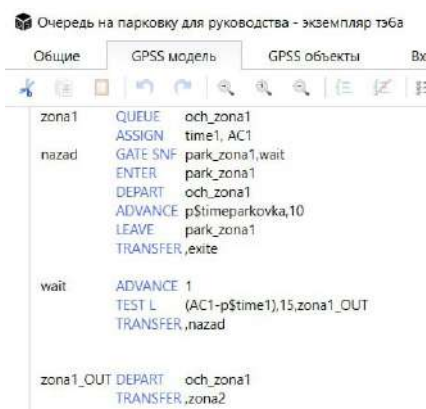 Очередь на парковку для руководства - экземпляр тэба
Общие GPSS модель GPSS объекты Вх
zona1 QUEUE och_zona1
ASSIGN time1, AC1
nazad GATE SNF park_zona1,wait
ENTER park_zona1
DEPART och_zona1
ADVANCE p$timeparkovka,10
LEAVE park_zona1
TRANSFER ,exite
wait ADVANCE 1
TEST L (AC1-p$time1),15,zona1_OUT
TRANSFER ,nazad
zona1_OUT DEPART och_zona1
TRANSFER ,zona2